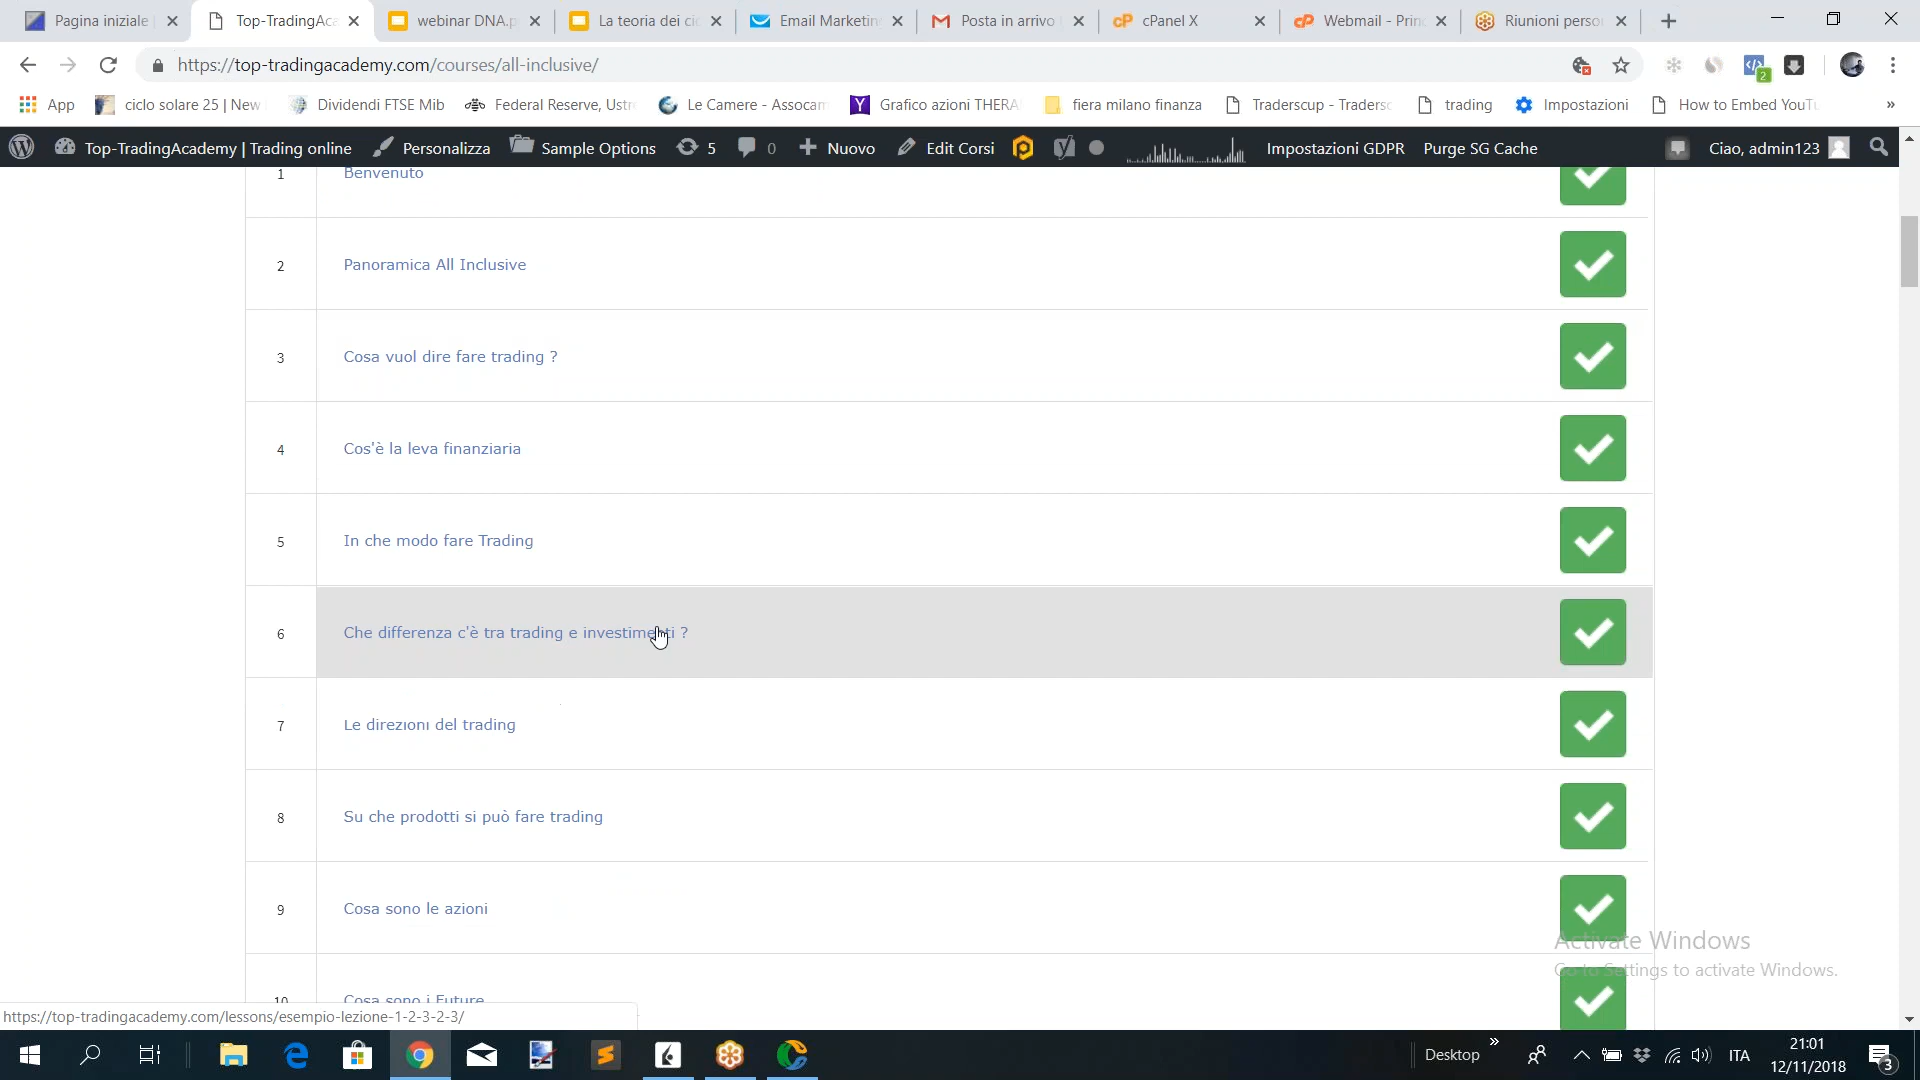 Pagina iniziale
Top-TradingAca
webinar DNA.p
La teoria dei ci
Email Marketin
Posta in arrivo
cPanel X
Webmail - Princ
Riunioni perso
https://top-tradingacademy.com/courses/all-inclusive/
App
ciclo solare 25 | New
Dividendi FTSE Mib
Federal Reserve, Ustr
Le Camere - Assocam
Grafico azioni THERA
fiera milano finanza
Traderscup - Tradersc
trading
Impostazioni
How to Embed YouTu
»
Top-TradingAcademy | Trading online
Personalizza
Sample Options
5
0
Nuovo
Edit Corsi
Impostazioni GDPR
Purge SG Cache
Ciao, admin123
1 Benvenuto
2 Panoramica All Inclusive
3 Cosa vuol dire fare trading ?
4 Cos'è la leva finanziaria
5 In che modo fare Trading
6 Che differenza c'è tra trading e investimenti ?
7 Le direzioni del trading
8 Su che prodotti si può fare trading
9 Cosa sono le azioni
10 Cosa sono i Future
Activate Windows
Go to Settings to activate Windows.
https://top-tradingacademy.com/lessons/esempio-lezione-1-2-3-2-3/
Desktop
»
ITA
21:01
12/11/2018
3